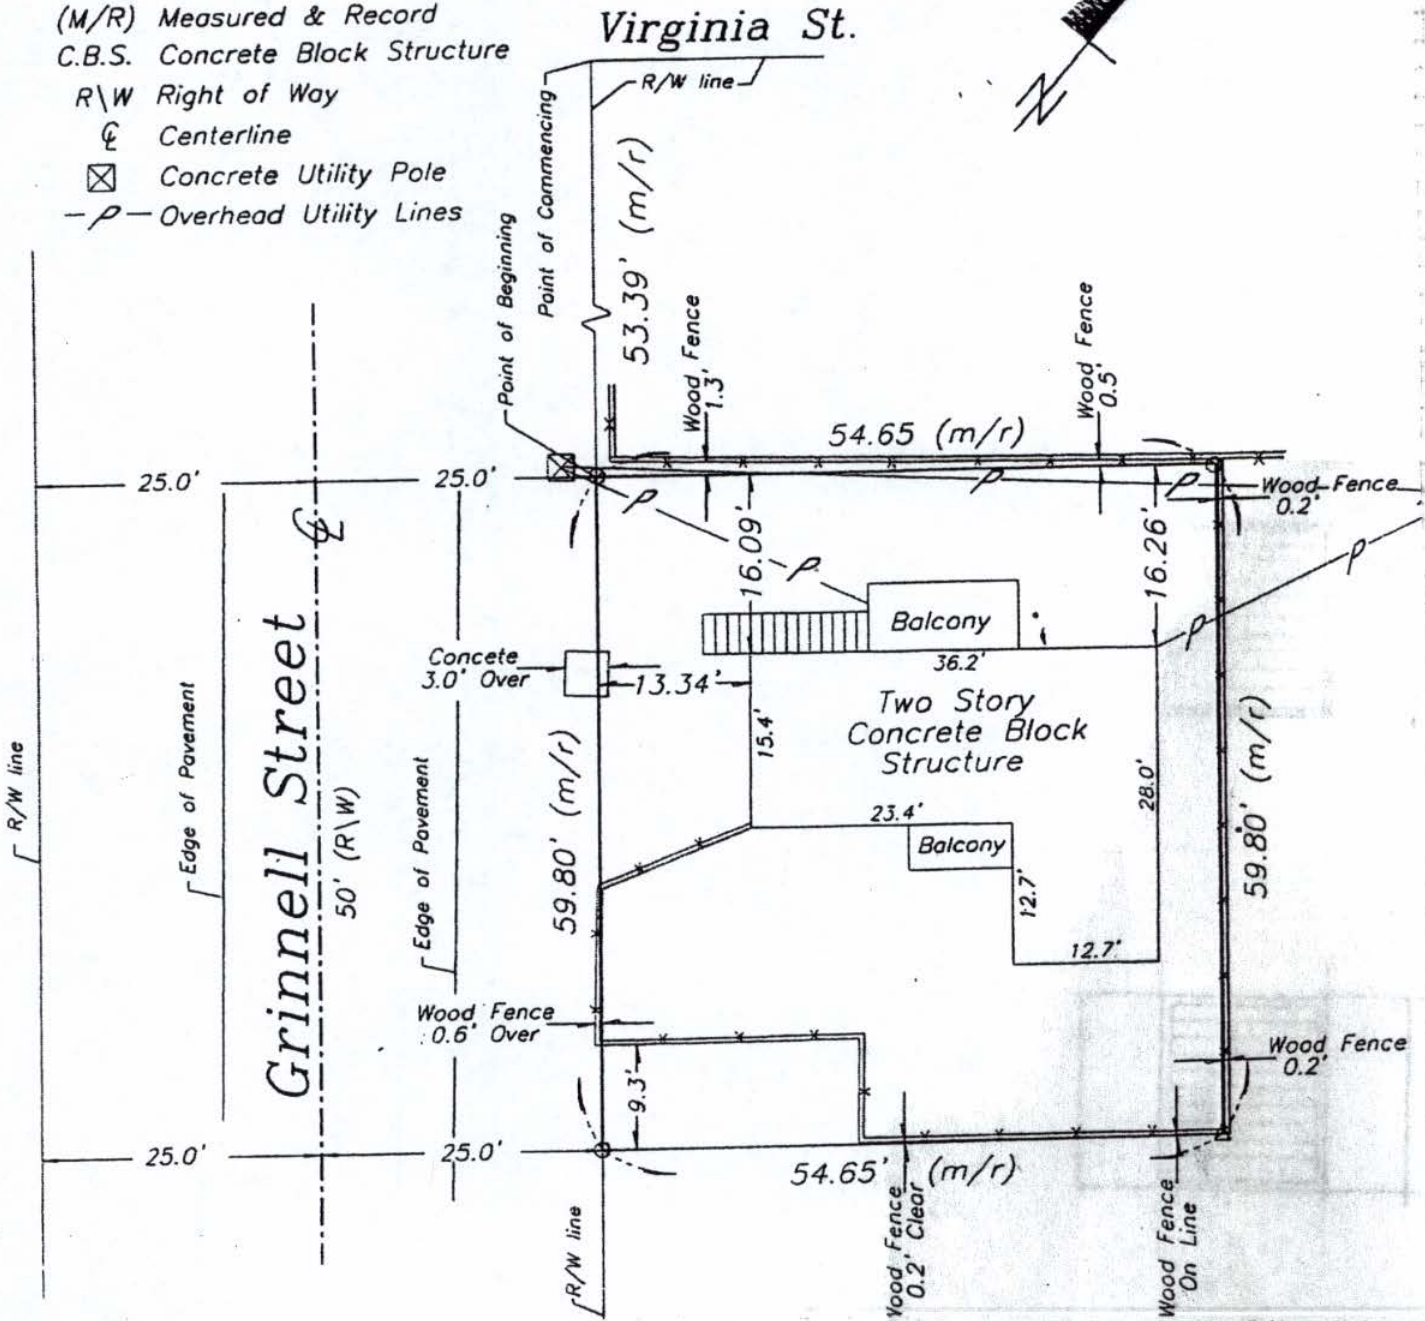 (M/R) Measured & Record
C.B.S. Concrete Block Structure
R\W Right of Way
℄ Centerline
Concrete Utility Pole
—P— Overhead Utility Lines
Virginia St.
R/W line
N
Point of Commencing
Point of Beginning
53.39' (m/r)
Wood Fence
1.3'
Wood Fence
0.5'
54.65 (m/r)
25.0'
25.0'
P
P
P
Wood Fence
0.2'
℄
16.09'
16.26'
P
P
P
Balcony
36.2'
Concete
3.0' Over
13.34'
Two Story
Concrete Block
Structure
15.4'
28.0'
59.80' (m/r)
59.80' (m/r)
R/W line
Edge of Pavement
Grinnell Street
50' (R\W)
Edge of Pavement
23.4'
Balcony
12.7'
12.7'
Wood Fence
0.6' Over
9.3'
Wood Fence
0.2'
25.0'
25.0'
54.65' (m/r)
R/W line
Wood Fence
0.2' Clear
Wood Fence
On Line